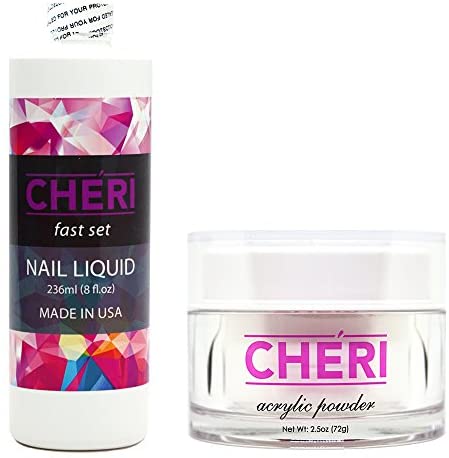 CHÉRI
fast set
NAIL LIQUID
236ml (8 fl.oz)
MADE IN USA
CHÉRI
acrylic powder
Net Wt: 2.5oz (72g)